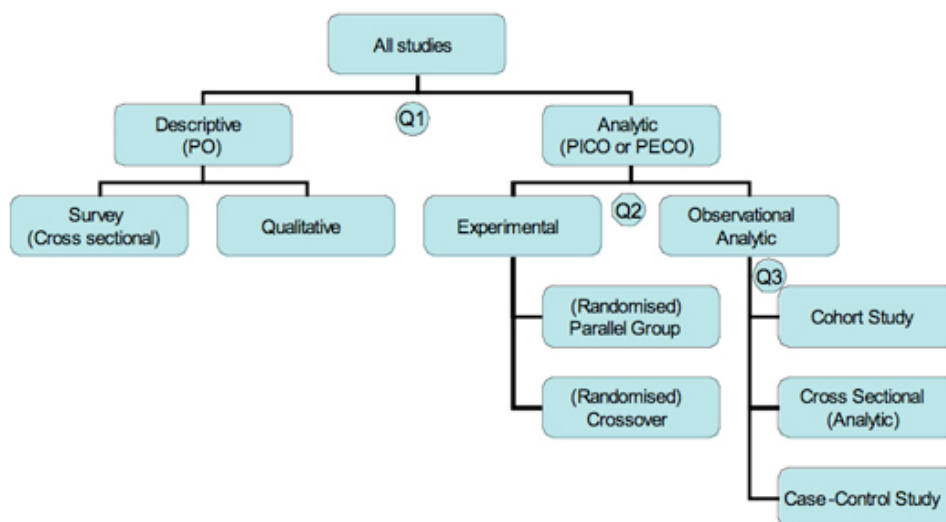 All studies
Q1
Descriptive
(PO)
Analytic
(PICO or PECO)
Survey
(Cross sectional)
Qualitative
Experimental
Q2
Observational
Analytic
Q3
(Randomised)
Parallel Group
Cohort Study
(Randomised)
Crossover
Cross Sectional
(Analytic)
Case-Control Study